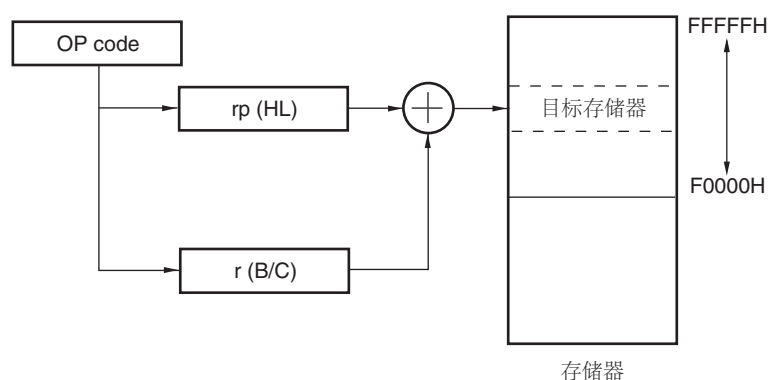 OP code
FFFFFH
rp (HL)
目标存储器
F0000H
r (B/C)
存储器